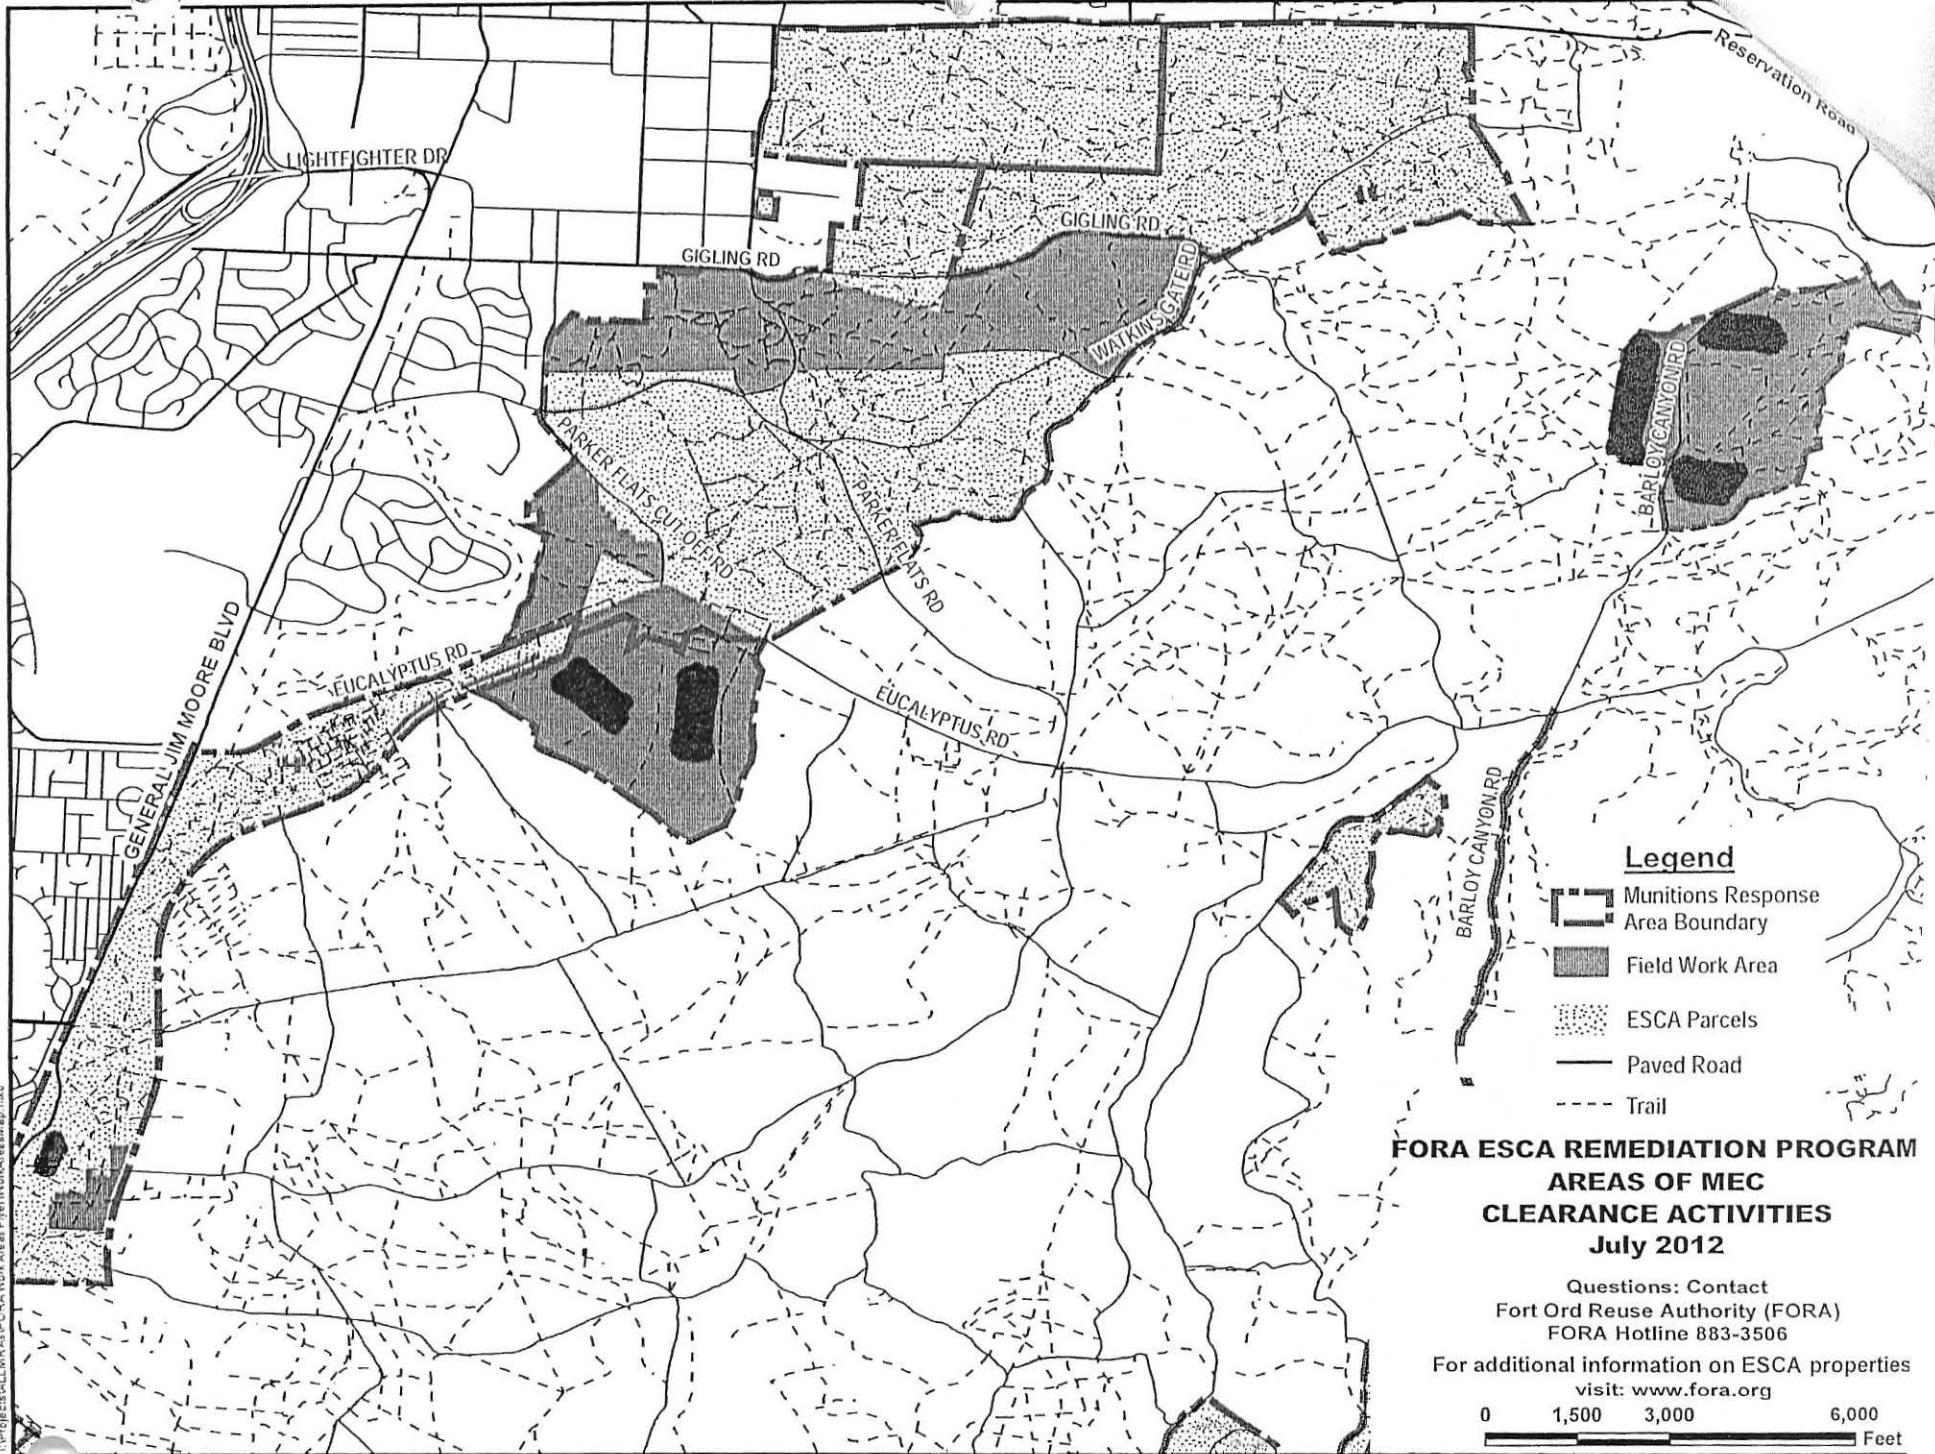 Reservation Road
LIGHTFIGHTER DR
GIGLING RD
GIGLING RD
WATKINS GATE RD
BARLOY CANYON RD
PARKER FLATS CUT OFF RD
PARKER FLATS RD
GENERAL JIM MOORE BLVD
EUCALYPTUS RD
EUCALYPTUS RD
BARLOY CANYON RD
Legend
Munitions Response
Area Boundary
Field Work Area
ESCA Parcels
Paved Road
Trail
FORA ESCA REMEDIATION PROGRAM
AREAS OF MEC
CLEARANCE ACTIVITIES
July 2012
Questions: Contact
Fort Ord Reuse Authority (FORA)
FORA Hotline 883-3506
For additional information on ESCA properties
visit: www.fora.org
0 1,500 3,000 6,000
Feet